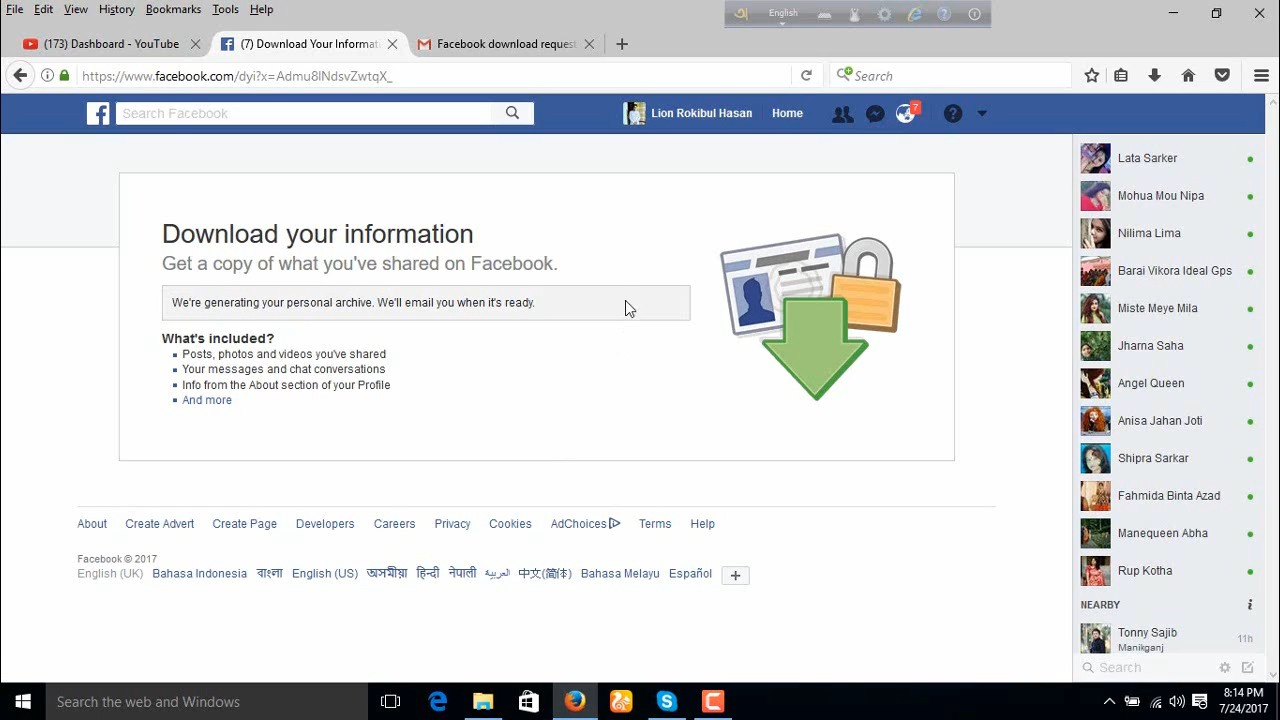 File Edit View History Bookmarks Tools Help
অ English
(173) Dashboard - YouTube
(7) Download Your Informat
Facebook download request
https://www.facebook.com/dyi?x=Admu8lNdsvZwtqX_
Search
Search Facebook
Lion Rokibul Hasan Home 7
Download your information
Get a copy of what you've shared on Facebook.
We're generating your personal archive. We'll email you when it's ready.
What's included?
Posts, photos and videos you've shared
Your messages and chat conversations
Info from the About section of your Profile
And more
About Create Advert Create Page Developers Careers Privacy Cookies AdChoices Terms Help
Facebook © 2017
English (UK) Bahasa Indonesia বাংলা English (US) অসমীয়া हिन्दी नेपाली العربية 中文(简体) Bahasa Melayu Español +
Lata Sarker
Mohua Mou Nipa
Nilima Lima
Barai Vikora Ideal Gps
Miste Meye Mila
Jharna Saha
Angel Queen
Anisa Jahan Joti
Shipra Sarkar
Fahmida Binta Azad
Manequeen Abha
Rup Kotha
NEARBY
Tonny Sajib 11h
Manikganj
Search
Search the web and Windows
8:14 PM
7/24/2017